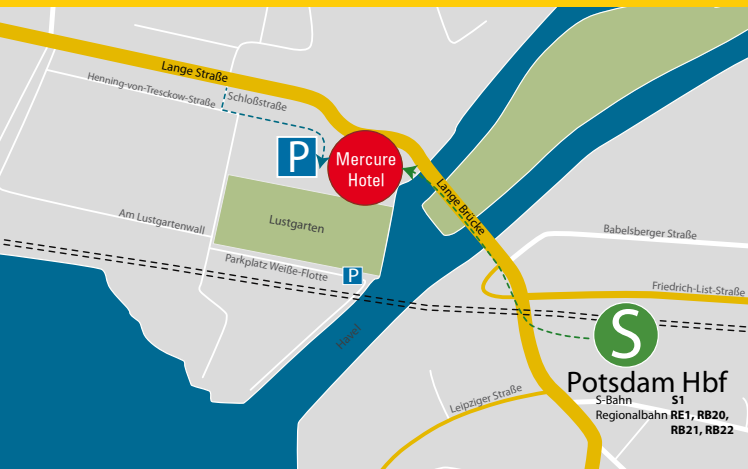 Lange Straße
Henning-von-Tresckow-Straße
Schloßstraße
P
Mercure
Hotel
Lange Brücke
Am Lustgartenwall
Lustgarten
Babelsberger Straße
Parkplatz Weiße-Flotte
P
Friedrich-List-Straße
Havel
S
Potsdam Hbf
S-Bahn S1
Regionalbahn RE1, RB20,
RB21, RB22
Leipziger Straße